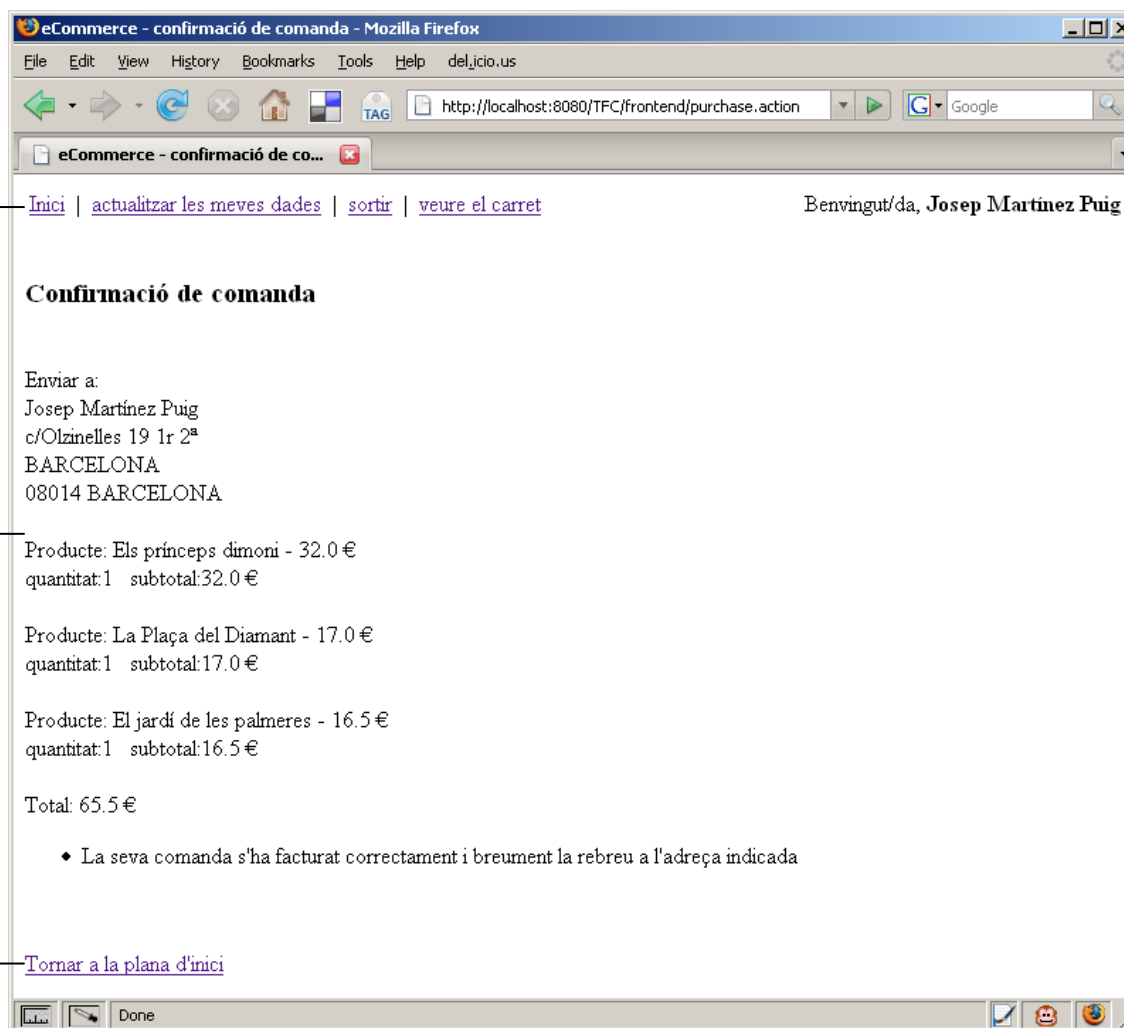 eCommerce - confirmació de comanda - Mozilla Firefox
File Edit View History Bookmarks Tools Help del.icio.us
TAG http://localhost:8080/TFC/frontend/purchase.action G Google
eCommerce - confirmació de co...
Inici | actualitzar les meves dades | sortir | veure el carret Benvingut/da, Josep Martínez Puig
Confirmació de comanda
Enviar a:
Josep Martínez Puig
c/Olzinelles 19 1r 2ª
BARCELONA
08014 BARCELONA
Producte: Els prínceps dimoni - 32.0 €
quantitat:1 subtotal:32.0 €
Producte: La Plaça del Diamant - 17.0 €
quantitat:1 subtotal:17.0 €
Producte: El jardí de les palmeres - 16.5 €
quantitat:1 subtotal:16.5 €
Total: 65.5 €
• La seva comanda s'ha facturat correctament i breument la rebreu a l'adreça indicada
Tornar a la plana d'inici
Done